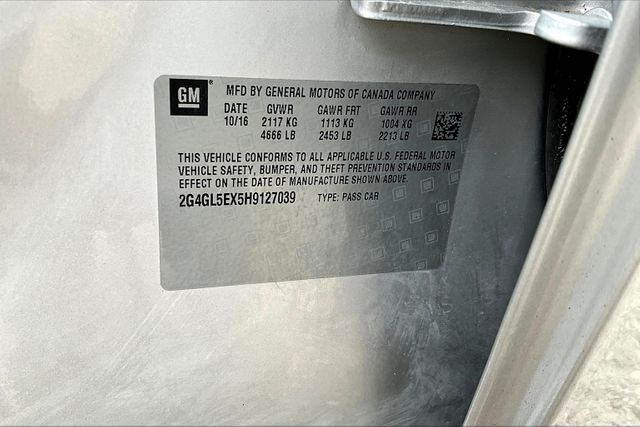 GM ® MFD BY GENERAL MOTORS OF CANADA COMPANY
DATE GVWR GAWR FRT GAWR RR
10/16 2117 KG 1113 KG 1004 KG
4666 LB 2453 LB 2213 LB
THIS VEHICLE CONFORMS TO ALL APPLICABLE U.S. FEDERAL MOTOR
VEHICLE SAFETY, BUMPER, AND THEFT PREVENTION STANDARDS IN
EFFECT ON THE DATE OF MANUFACTURE SHOWN ABOVE.
2G4GL5EX5H9127039 TYPE: PASS CAR